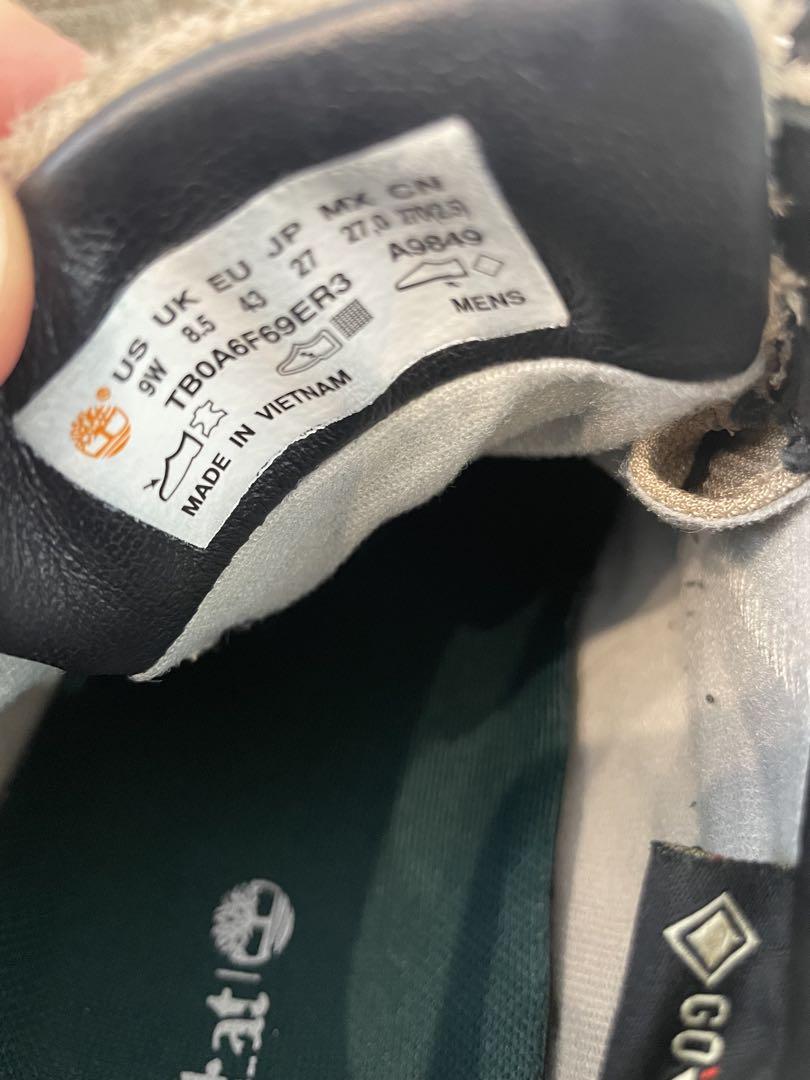 US UK EU JP MX CN
9W 8.5 43 27 27,0 270(2.5)
TB0A6F69ER3 A9849
MADE IN VIETNAM MENS
GO